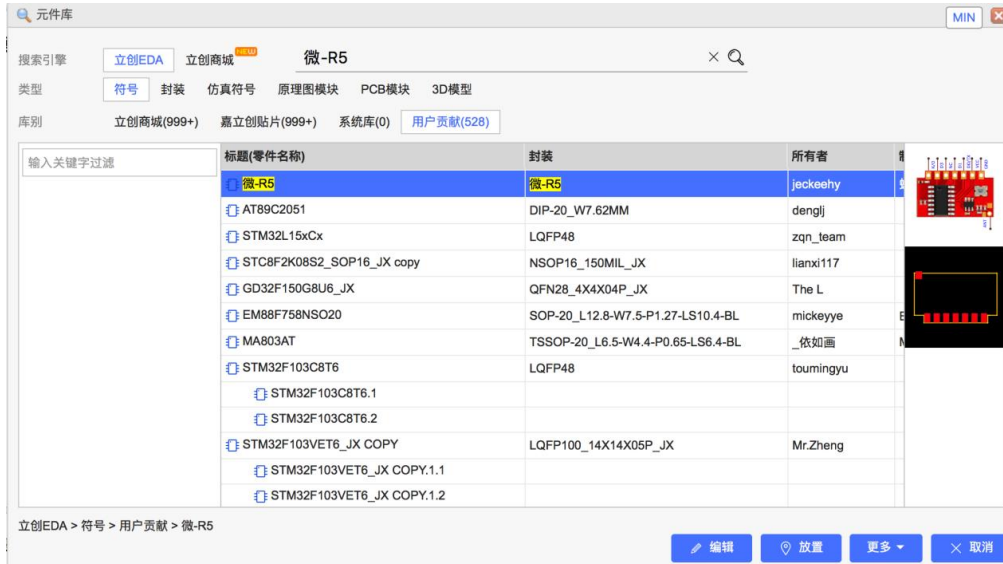 元件库 MIN
搜索引擎 立创EDA 立创商城 NEW 微-R5
类型 符号 封装 仿真符号 原理图模块 PCB模块 3D模型
库别 立创商城(999+) 嘉立创贴片(999+) 系统库(0) 用户贡献(528)
输入关键字过滤
标题(零件名称) 封装 所有者
微-R5 微-R5 jeckeehy
AT89C2051 DIP-20_W7.62MM denglj
STM32L15xCx LQFP48 zqn_team
STC8F2K08S2_SOP16_JX copy NSOP16_150MIL_JX lianxi117
GD32F150G8U6_JX QFN28_4X4X04P_JX The L
EM88F758NSO20 SOP-20_L12.8-W7.5-P1.27-LS10.4-BL mickeyye
MA803AT TSSOP-20_L6.5-W4.4-P0.65-LS6.4-BL _依如画
STM32F103C8T6 LQFP48 toumingyu
STM32F103C8T6.1
STM32F103C8T6.2
STM32F103VET6_JX COPY LQFP100_14X14X05P_JX Mr.Zheng
STM32F103VET6_JX COPY.1.1
STM32F103VET6_JX COPY.1.2
立创EDA > 符号 > 用户贡献 > 微-R5
编辑 放置 更多 取消